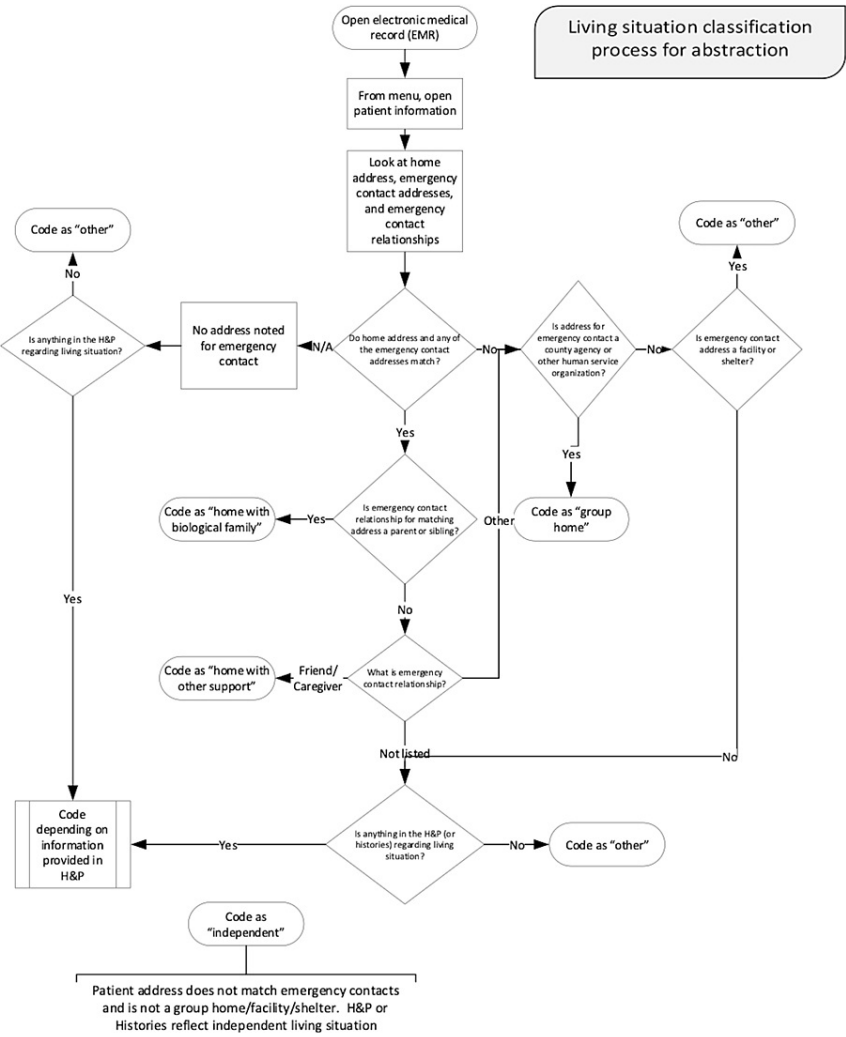 Living situation classification
process for abstraction
Open electronic medical
record (EMR)
From menu, open
patient information
Look at home
address, emergency
contact addresses,
and emergency
contact
relationships
Code as “other”
No
Is anything in the H&P
regarding living situation?
No address noted
for emergency
contact
N/A
Do home address and any of
the emergency contact
addresses match?
No
Is address for
emergency contact a
county agency or
other human service
organization?
No
Is emergency contact
address a facility or
shelter?
Yes
Code as “other”
Yes
Yes
Code as “home with
biological family”
Yes
Is emergency contact
relationship for matching
address a parent or sibling?
Other
Code as “group
home”
Yes
No
Code as “home with
other support”
Friend/
Caregiver
What is emergency
contact relationship?
Not listed
No
Code
depending on
information
provided in
H&P
Yes
Is anything in the H&P (or
histories) regarding living
situation?
No
Code as “other”
Code as
“independent”
Patient address does not match emergency contacts
and is not a group home/facility/shelter. H&P or
Histories reflect independent living situation